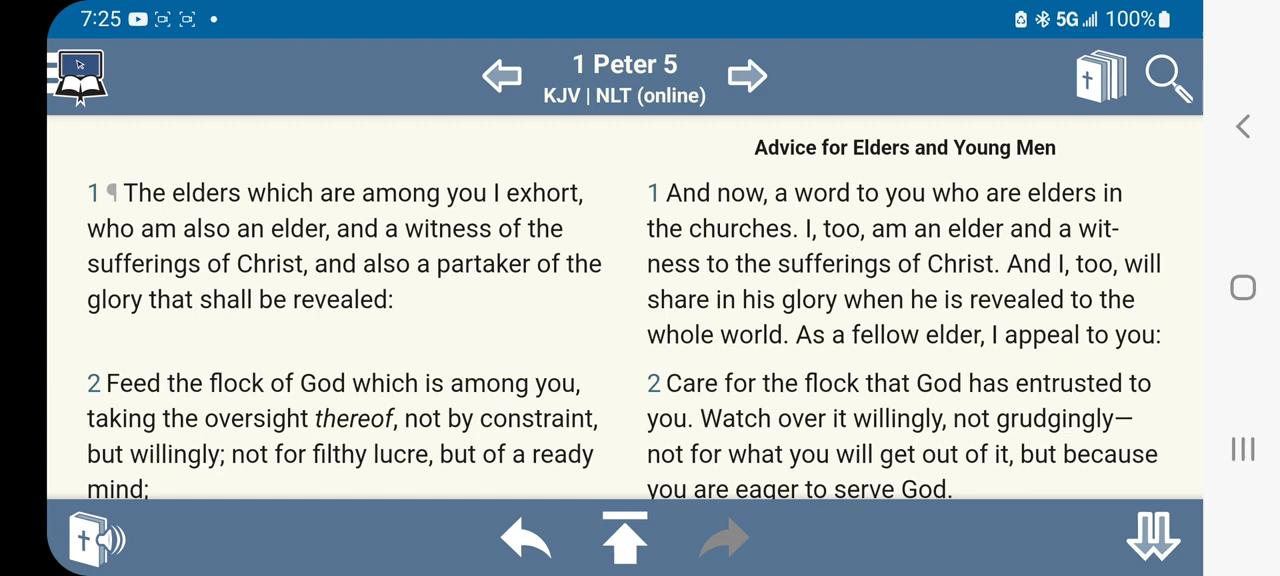 7:25
5G 100%
1 Peter 5
KJV | NLT (online)
Advice for Elders and Young Men
1 ¶ The elders which are among you I exhort,
who am also an elder, and a witness of the
sufferings of Christ, and also a partaker of the
glory that shall be revealed:
2 Feed the flock of God which is among you,
taking the oversight thereof, not by constraint,
but willingly; not for filthy lucre, but of a ready
mind;
1 And now, a word to you who are elders in
the churches. I, too, am an elder and a wit-
ness to the sufferings of Christ. And I, too, will
share in his glory when he is revealed to the
whole world. As a fellow elder, I appeal to you:
2 Care for the flock that God has entrusted to
you. Watch over it willingly, not grudgingly—
not for what you will get out of it, but because
you are eager to serve God.